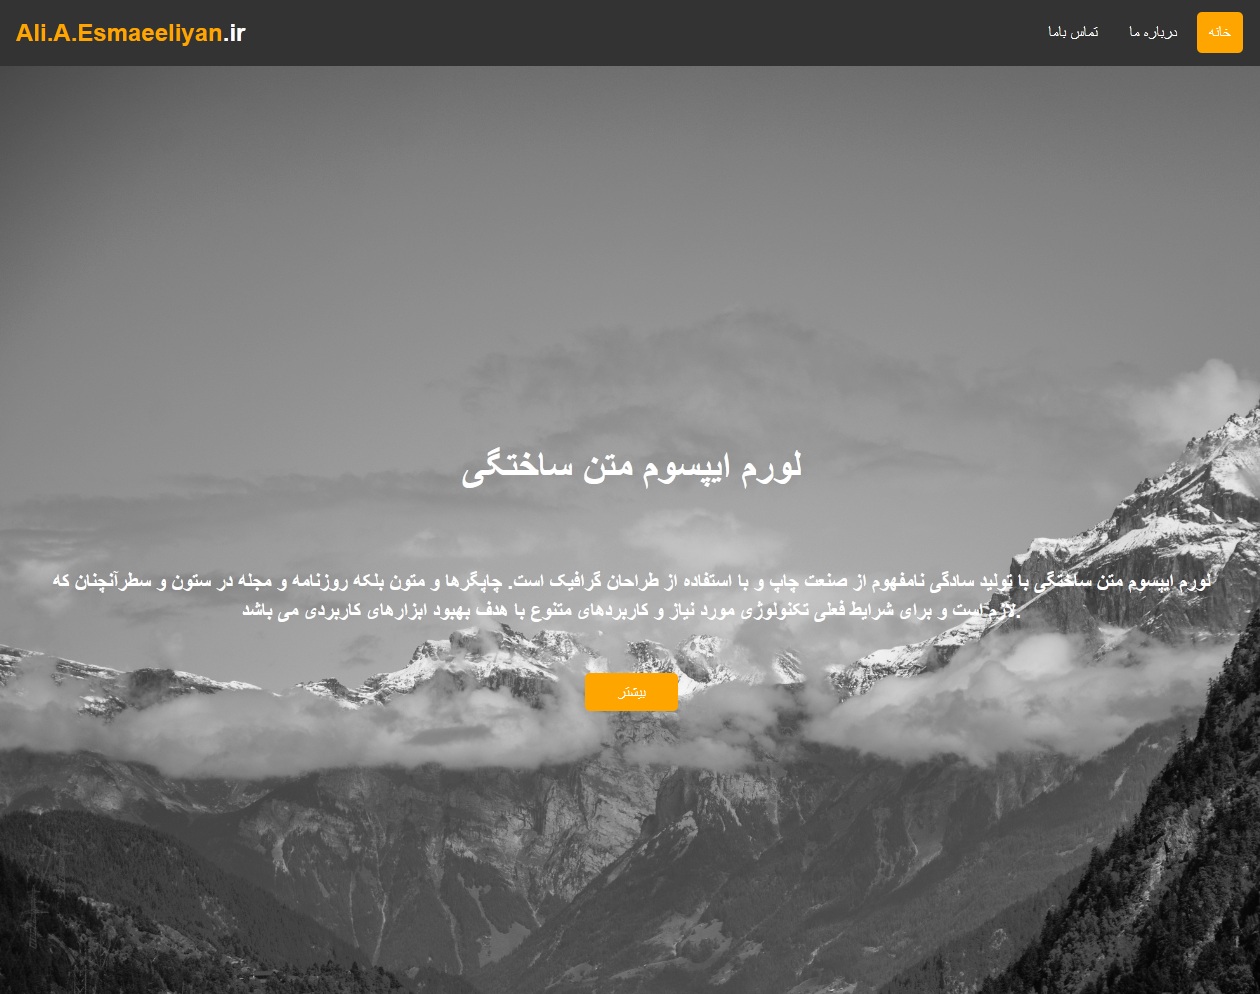 Ali.A.Esmaeeliyan.ir
خانه
درباره ما
تماس باما
لورم ایپسوم متن ساختگی
لورم ایپسوم متن ساختگی با تولید سادگی نامفهوم از صنعت چاپ و با استفاده از طراحان گرافیک است. چاپگرها و متون بلکه روزنامه و مجله در ستون و سطرآنچنان که
لازم است و برای شرایط فعلی تکنولوژی مورد نیاز و کاربردهای متنوع با هدف بهبود ابزارهای کاربردی می باشد.
بیشتر